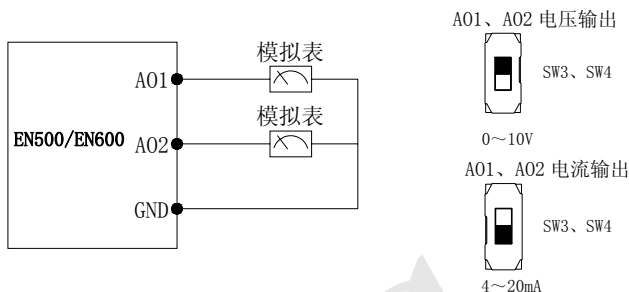 模拟表
AO1
模拟表
EN500/EN600
AO2
GND
AO1、AO2 电压输出
SW3、SW4
0～10V
AO1、AO2 电流输出
SW3、SW4
4～20mA